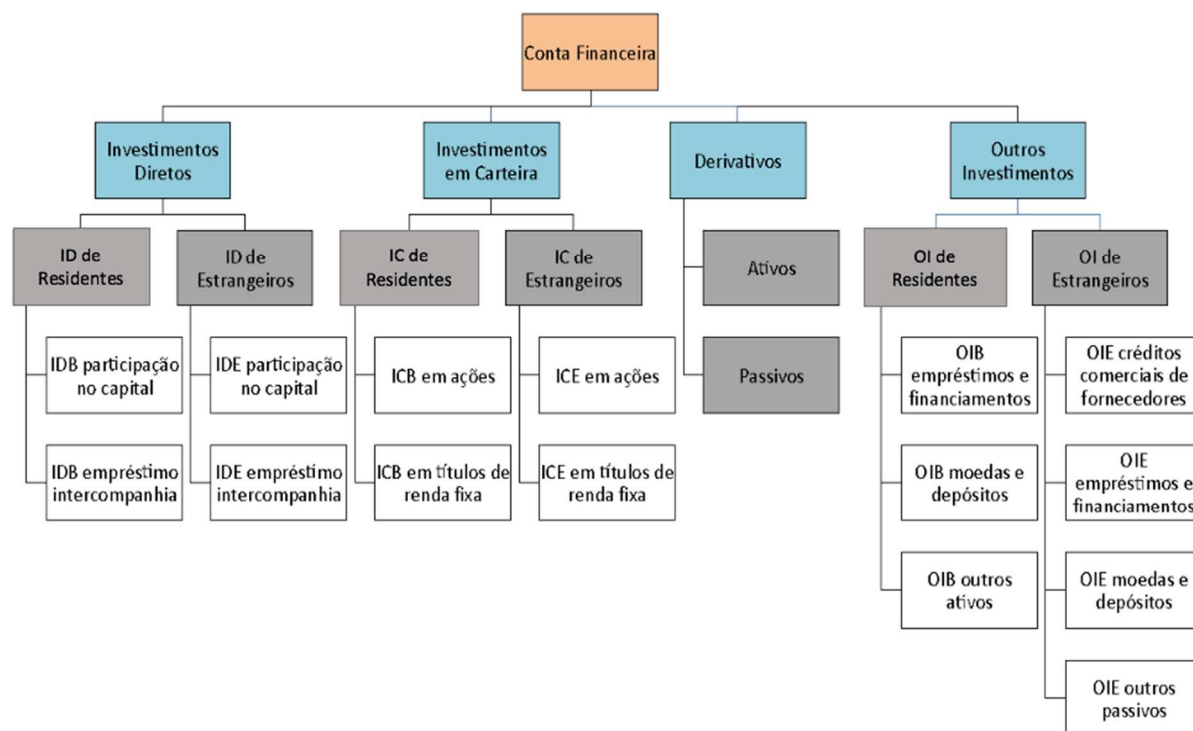 Conta Financeira
Investimentos
Diretos
Investimentos
em Carteira
Derivativos
Outros
Investimentos
ID de
Residentes
ID de
Estrangeiros
IC de
Residentes
IC de
Estrangeiros
Ativos
Passivos
OI de
Residentes
OI de
Estrangeiros
IDB participação
no capital
IDB empréstimo
intercompanhia
IDE participação
no capital
IDE empréstimo
intercompanhia
ICB em ações
ICB em títulos de
renda fixa
ICE em ações
ICE em títulos de
renda fixa
OIB
empréstimos e
financiamentos
OIB moedas e
depósitos
OIB outros
ativos
OIE créditos
comerciais de
fornecedores
OIE
empréstimos e
financiamentos
OIE moedas e
depósitos
OIE outros
passivos